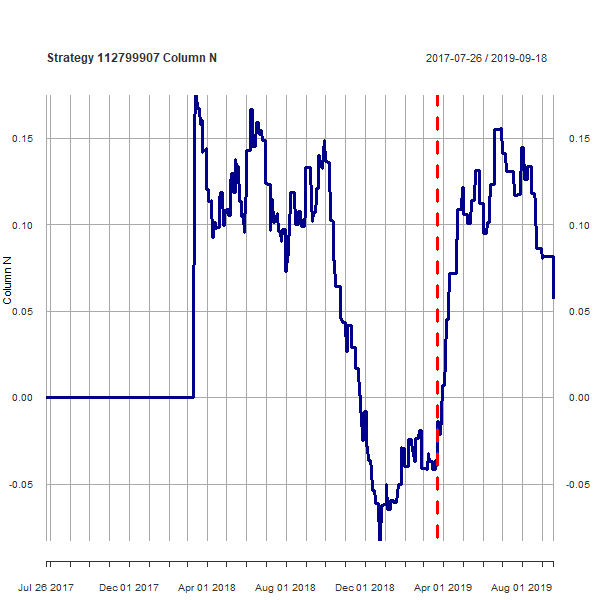 Strategy 112799907 Column N
2017-07-26 / 2019-09-18
Column N
0.15
0.10
0.05
0.00
-0.05
0.15
0.10
0.05
0.00
-0.05
Jul 26 2017
Dec 01 2017
Apr 01 2018
Aug 01 2018
Dec 01 2018
Apr 01 2019
Aug 01 2019